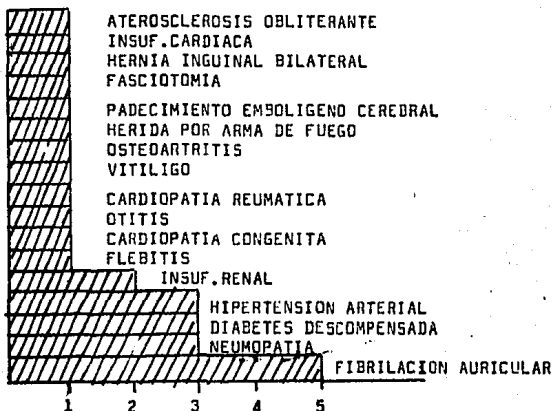 ATEROSCLEROSIS OBLITERANTE
INSUF.CARDIACA
HERNIA INGUINAL BILATERAL
FASCIOTOMIA
PADECIMIENTO EMBOLIGENO CEREBRAL
HERIDA POR ARMA DE FUEGO
OSTEOARTRITIS
VITILIGO
CARDIOPATIA REUMATICA
OTITIS
CARDIOPATIA CONGENITA
FLEBITIS
INSUF.RENAL
HIPERTENSION ARTERIAL
DIABETES DESCOMPENSADA
NEUMOPATIA
FIBRILACION AURICULAR
1 2 3 4 5